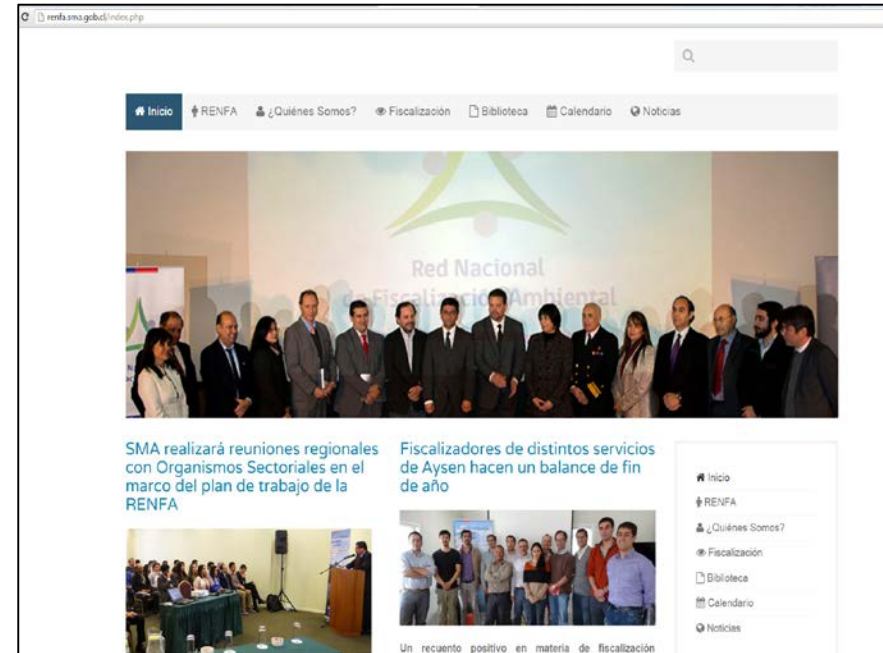 renfa.sma.gob.cl/index.php
Inicio RENFA ¿Quiénes Somos? Fiscalización Biblioteca Calendario Noticias
Red Nacional
de Fiscalización Ambiental
SMA realizará reuniones regionales
con Organismos Sectoriales en el
marco del plan de trabajo de la
RENFA
Fiscalizadores de distintos servicios
de Aysen hacen un balance de fin
de año
Un recuento positivo en materia de fiscalización
Inicio
RENFA
¿Quiénes Somos?
Fiscalización
Biblioteca
Calendario
Noticias